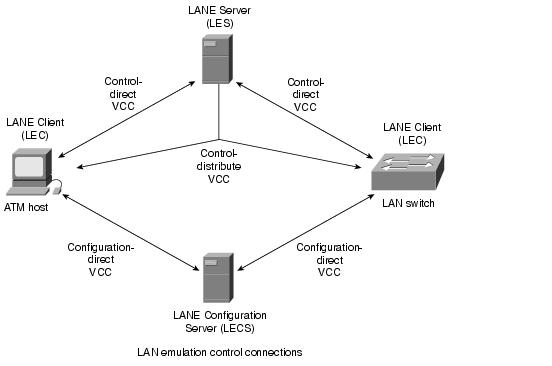 LANE Server
(LES)
Control-
direct
VCC
Control-
direct
VCC
LANE Client
(LEC)
LANE Client
(LEC)
Control-
distribute
VCC
ATM host
LAN switch
Configuration-
direct
VCC
Configuration-
direct
VCC
LANE Configuration
Server (LECS)
LAN emulation control connections